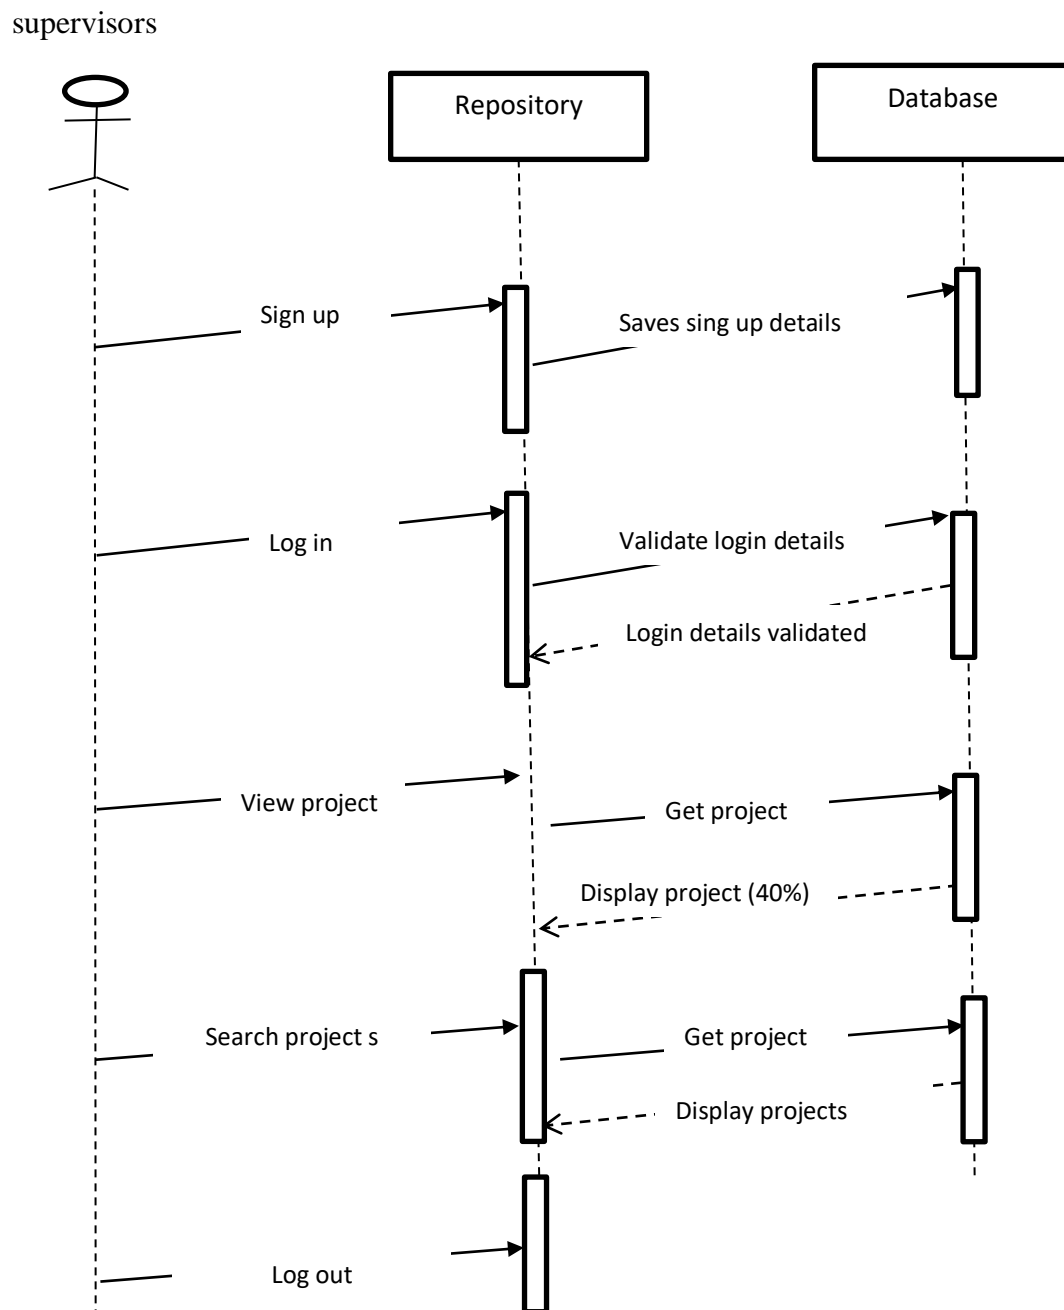 supervisors
Repository
Database
Sign up
Saves sing up details
Log in
Validate login details
Login details validated
View project
Get project
Display project (40%)
Search project s
Get project
Display projects
Log out